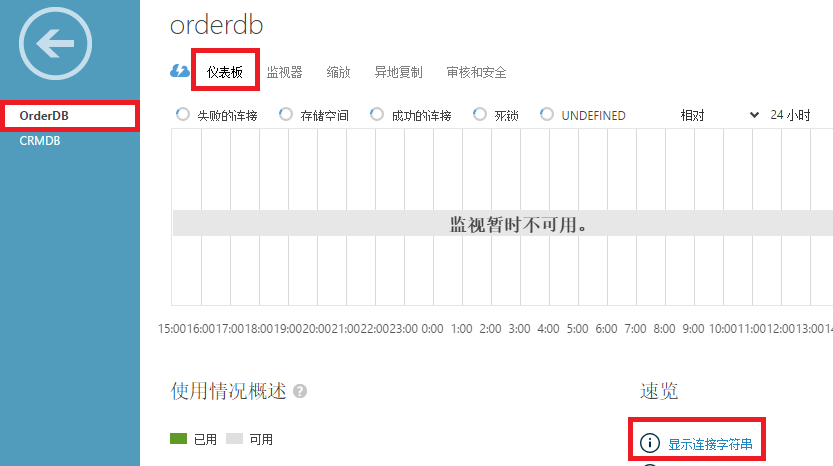 orderdb
仪表板 监视器 缩放 异地复制 审核和安全
OrderDB
CRMDB
失败的连接 存储空间 成功的连接 死锁 UNDEFINED 相对 24 小时
监视暂时不可用。
15:00 16:00 17:00 18:00 19:00 20:00 21:00 22:00 23:00 0:00 1:00 2:00 3:00 4:00 5:00 6:00 7:00 8:00 9:00 10:00 11:00 12:00 13:00
使用情况概述 ?
速览
已用 可用
显示连接字符串